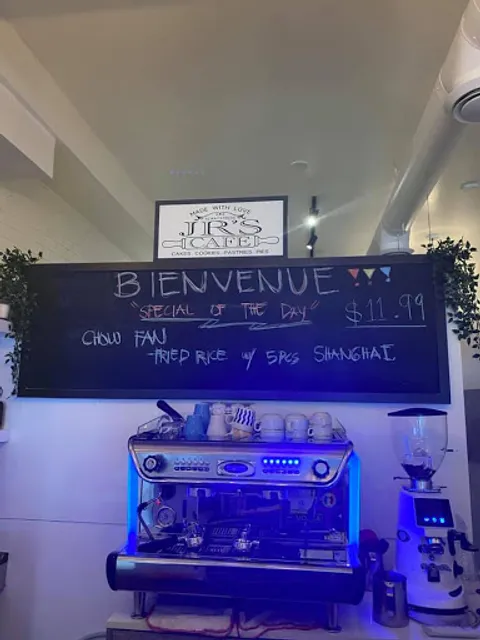 MADE WITH LOVE
JR'S
CAFE
CAKES COOKIES PASTRIES PIES
BIENVENUE
"SPECIAL OF THE DAY" $11.99
CHOW FAN
-FRIED RICE W/ 5PCS SHANGHAI